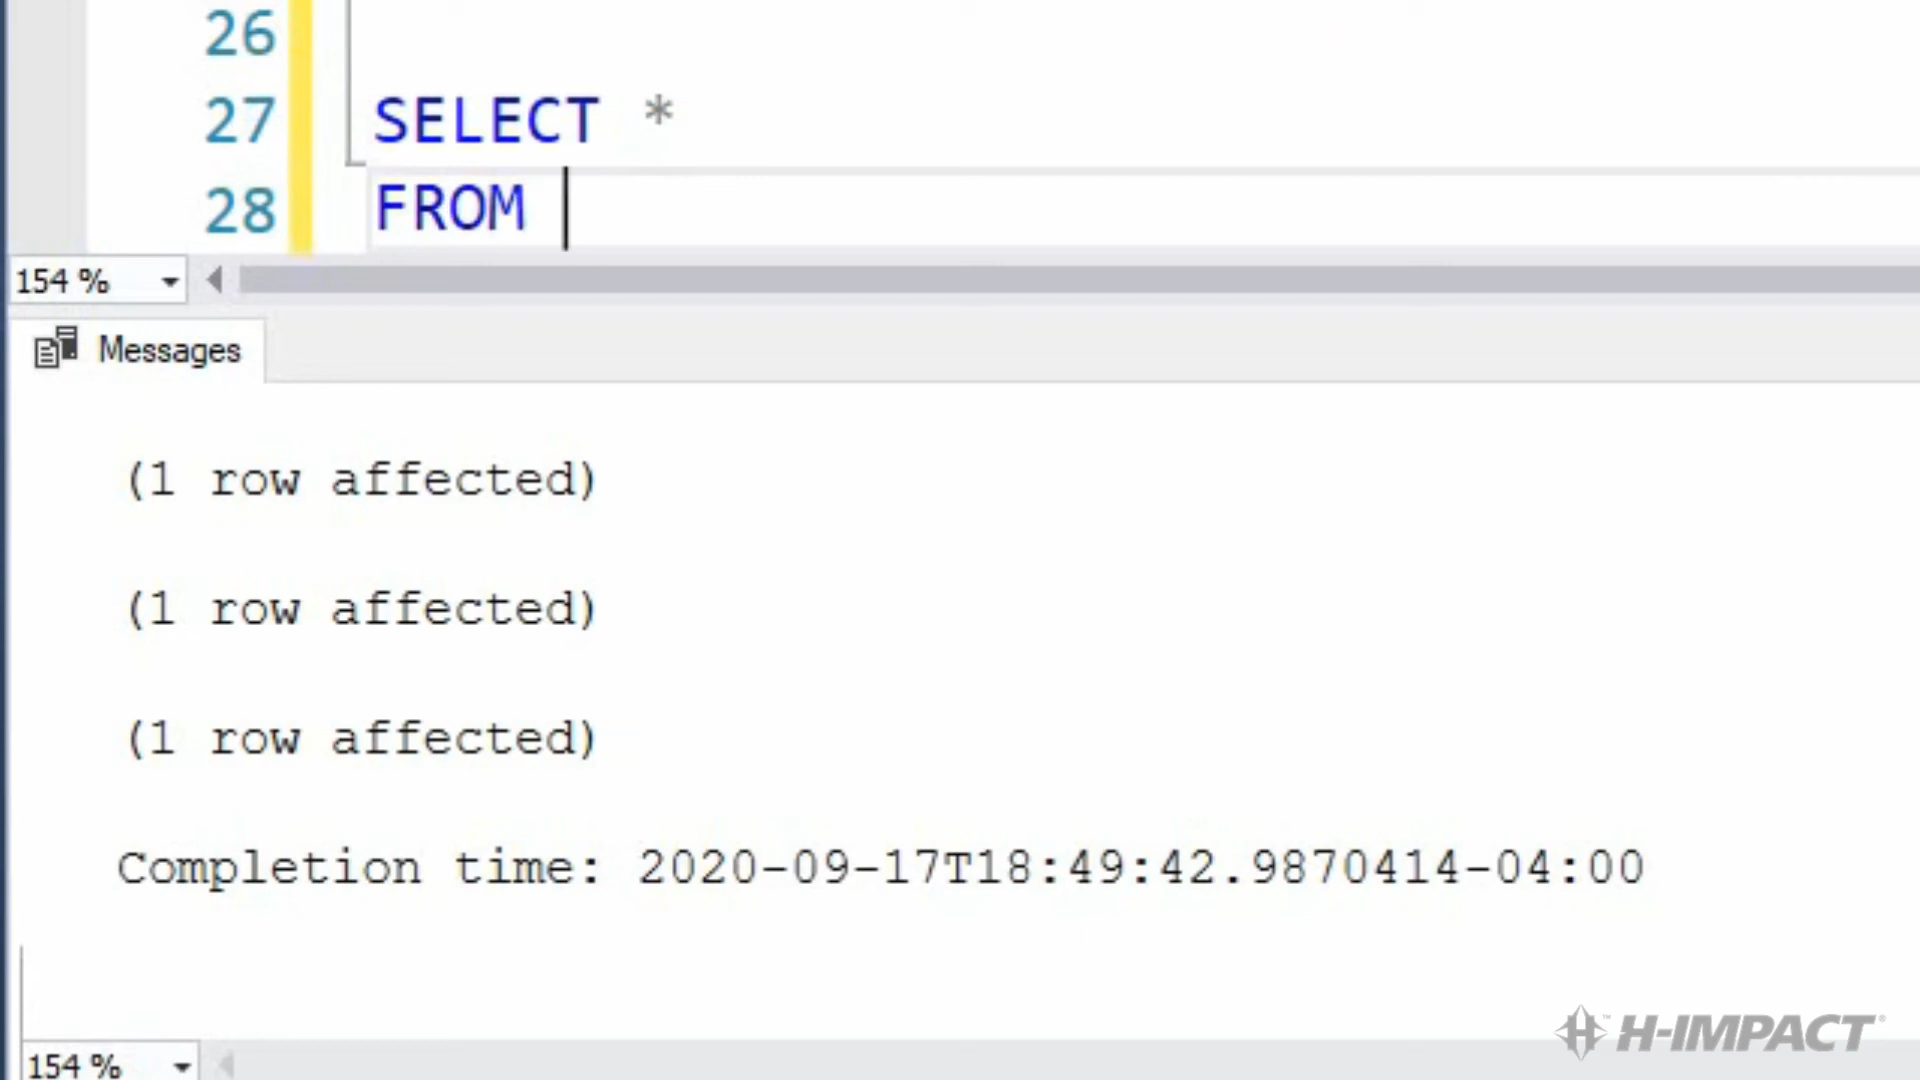 26
27 SELECT *
28 FROM
154 %
Messages
(1 row affected)
(1 row affected)
(1 row affected)
Completion time: 2020-09-17T18:49:42.9870414-04:00
154 %
H-IMPACT